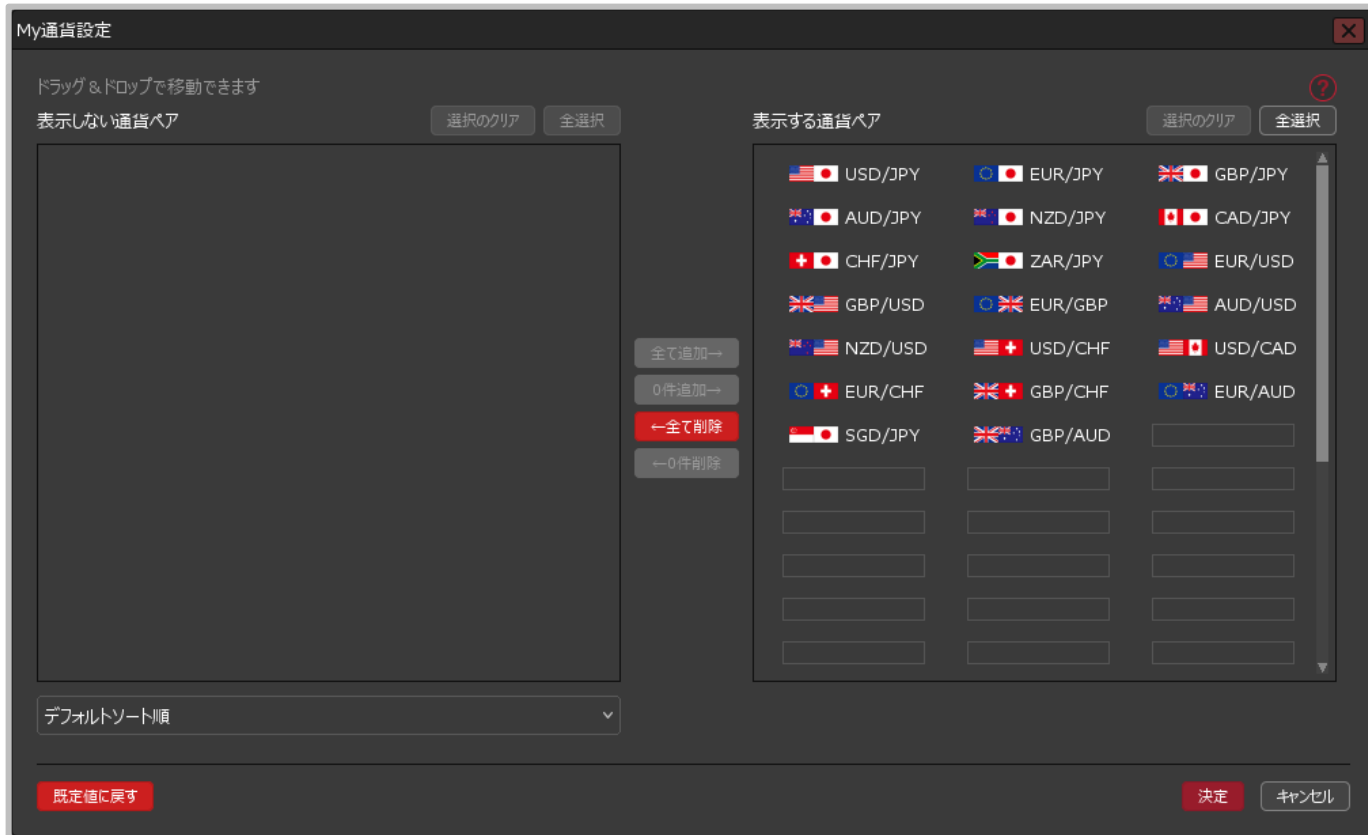 My通貨設定
ドラッグ&ドロップで移動できます
表示しない通貨ペア 選択のクリア 全選択
表示する通貨ペア 選択のクリア 全選択
USD/JPY EUR/JPY GBP/JPY
AUD/JPY NZD/JPY CAD/JPY
CHF/JPY ZAR/JPY EUR/USD
GBP/USD EUR/GBP AUD/USD
NZD/USD USD/CHF USD/CAD
EUR/CHF GBP/CHF EUR/AUD
SGD/JPY GBP/AUD
全て追加→
0件追加→
←全て削除
←0件削除
デフォルトソート順
既定値に戻す
決定 キャンセル